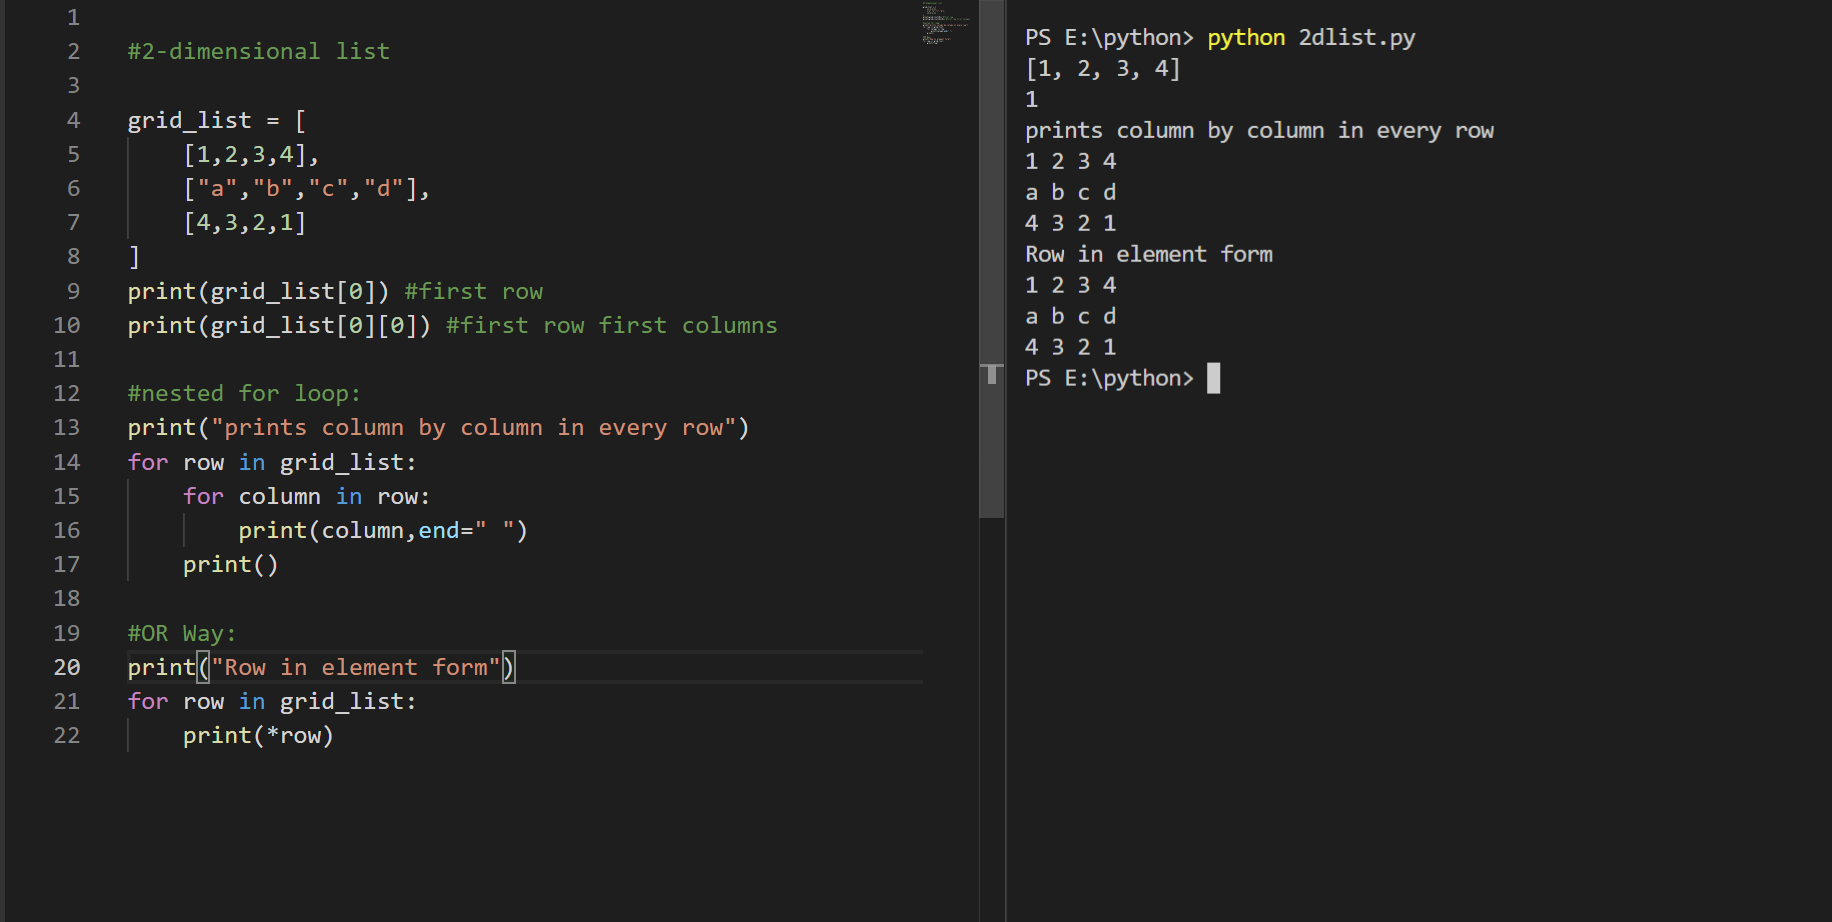 1
2 #2-dimensional list
3
4 grid_list = [
5     [1,2,3,4],
6     ["a","b","c","d"],
7     [4,3,2,1]
8 ]
9 print(grid_list[0]) #first row
10 print(grid_list[0][0]) #first row first columns
11
12 #nested for loop:
13 print("prints column by column in every row")
14 for row in grid_list:
15     for column in row:
16         print(column,end=" ")
17     print()
18
19 #OR Way:
20 print("Row in element form")
21 for row in grid_list:
22     print(*row)
PS E:\python> python 2dlist.py
[1, 2, 3, 4]
1
prints column by column in every row
1 2 3 4
a b c d
4 3 2 1
Row in element form
1 2 3 4
a b c d
4 3 2 1
PS E:\python>